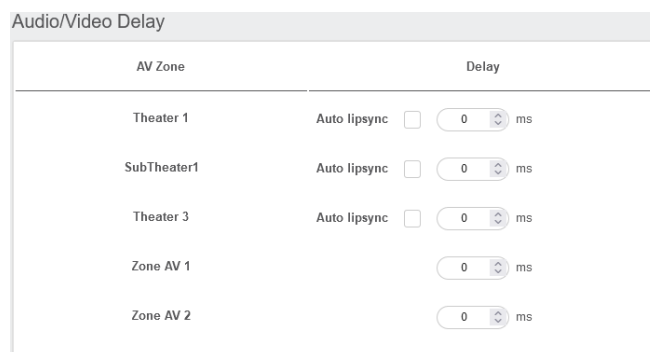 Audio/Video Delay
AV Zone Delay
Theater 1 Auto lipsync 0 ms
SubTheater1 Auto lipsync 0 ms
Theater 3 Auto lipsync 0 ms
Zone AV 1 0 ms
Zone AV 2 0 ms